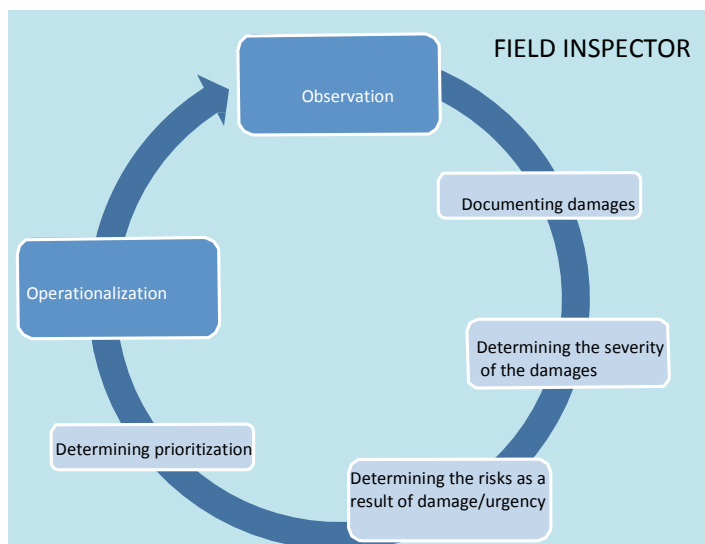 FIELD INSPECTOR
Observation
Documenting damages
Determining the severity
of the damages
Determining the risks as a
result of damage/urgency
Determining prioritization
Operationalization